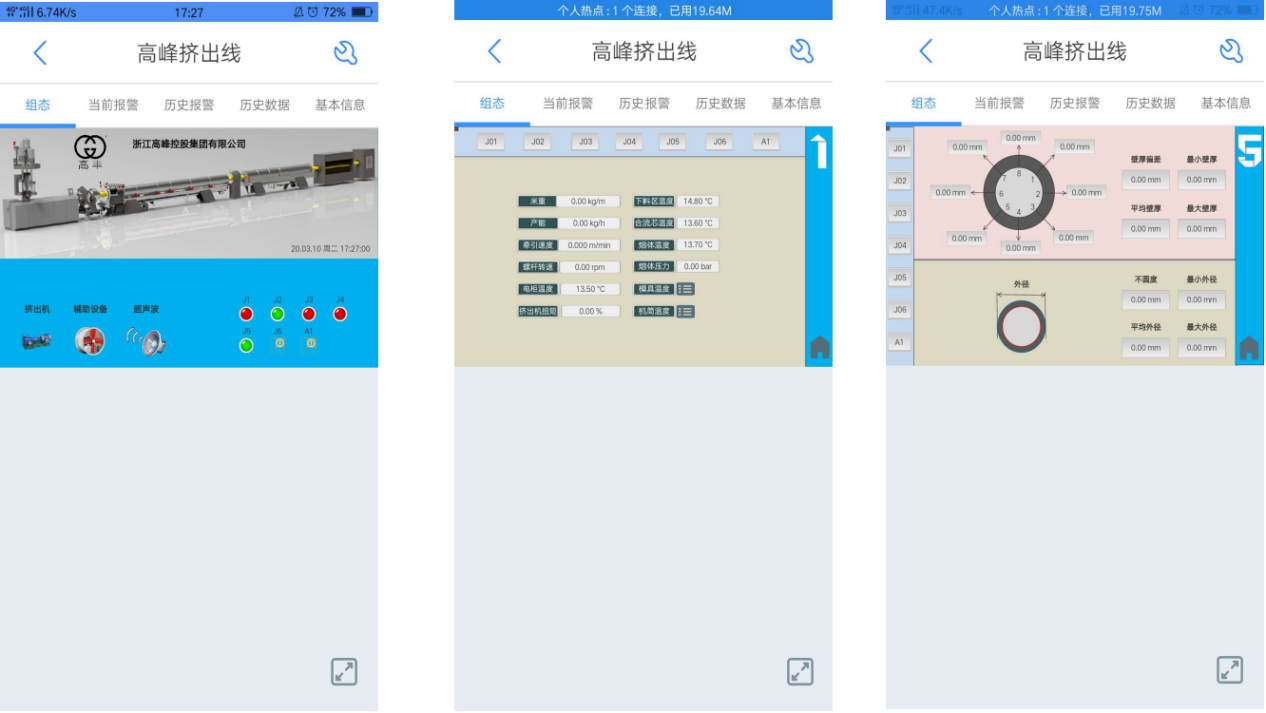 6.74K/s 17:27 72%
高峰挤出线
组态 当前报警 历史报警 历史数据 基本信息
浙江高峰控股集团有限公司
高丰
20.03.10 周二 17:27:00
挤出机 辅助设备 超声波
J1 J2 J3 J4
J5 J6 A1
个人热点:1 个连接，已用19.64M
高峰挤出线
组态 当前报警 历史报警 历史数据 基本信息
J01 J02 J03 J04 J05 J06 A1
1
米重 0.00 kg/m 下料区温度 14.80 °C
产能 0.00 kg/h 合流芯温度 13.60 °C
牵引速度 0.000 m/min 熔体温度 13.70 °C
螺杆转速 0.00 rpm 熔体压力 0.00 bar
电柜温度 13.50 °C 模具温度
挤出机扭矩 0.00 % 机筒温度
47.4K/s 个人热点:1 个连接，已用19.75M 72%
高峰挤出线
组态 当前报警 历史报警 历史数据 基本信息
J01
J02
J03
J04
J05
J06
A1
5
0.00 mm
0.00 mm 0.00 mm
0.00 mm 0.00 mm
0.00 mm 0.00 mm
0.00 mm
8
7 1
6 2
5 3
4
壁厚偏差 最小壁厚
0.00 mm 0.00 mm
平均壁厚 最大壁厚
0.00 mm 0.00 mm
外径
不圆度 最小外径
0.00 mm 0.00 mm
平均外径 最大外径
0.00 mm 0.00 mm